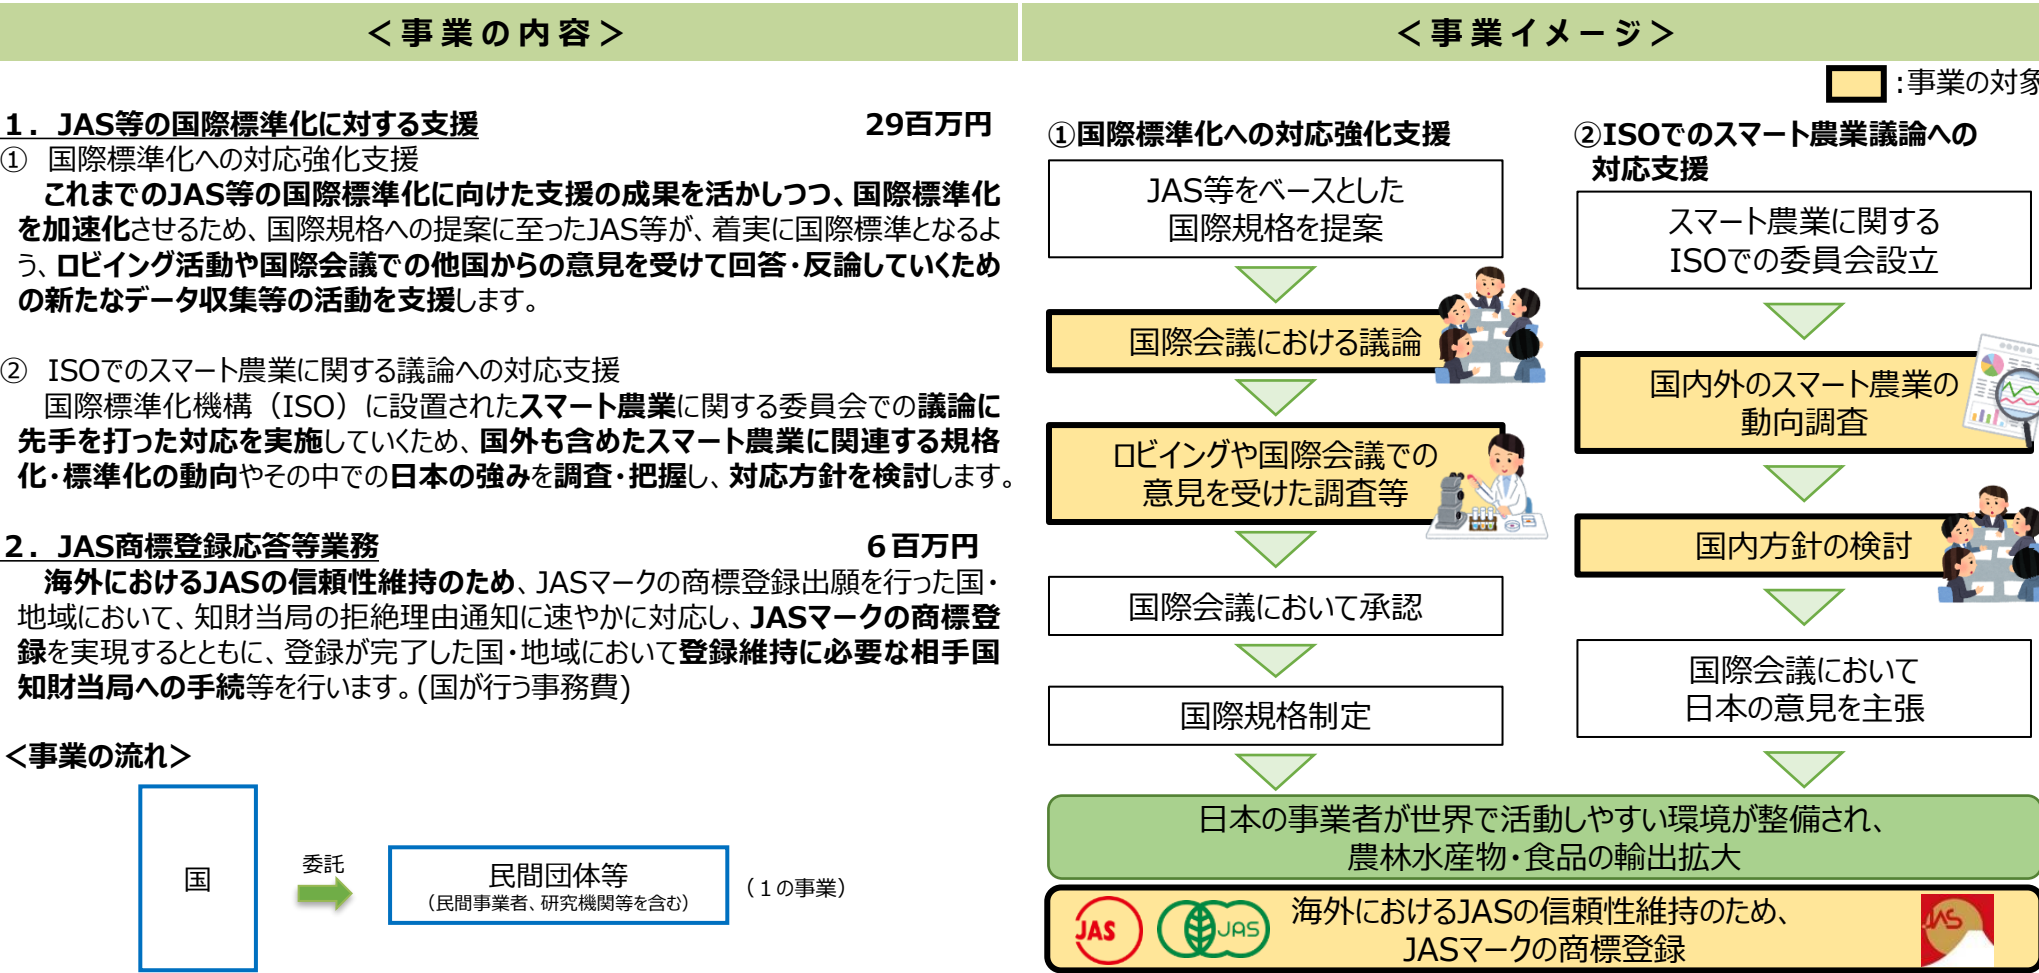 ＜事業の内容＞
１．JAS等の国際標準化に対する支援 29百万円
① 国際標準化への対応強化支援
これまでのJAS等の国際標準化に向けた支援の成果を活かしつつ、国際標準化
を加速化させるため、国際規格への提案に至ったJAS等が、着実に国際標準となるよ
う、ロビイング活動や国際会議での他国からの意見を受けて回答・反論していくため
の新たなデータ収集等の活動を支援します。
② ISOでのスマート農業に関する議論への対応支援
国際標準化機構（ISO）に設置されたスマート農業に関する委員会での議論に
先手を打った対応を実施していくため、国外も含めたスマート農業に関連する規格
化・標準化の動向やその中での日本の強みを調査・把握し、対応方針を検討します。
２．JAS商標登録応答等業務 ６百万円
海外におけるJASの信頼性維持のため、JASマークの商標登録出願を行った国・
地域において、知財当局の拒絶理由通知に速やかに対応し、JASマークの商標登
録を実現するとともに、登録が完了した国・地域において登録維持に必要な相手国
知財当局への手続等を行います。(国が行う事務費)
＜事業の流れ＞
国
委託
民間団体等
（民間事業者、研究機関等を含む）
（１の事業）
＜事業イメージ＞
：事業の対象
①国際標準化への対応強化支援
JAS等をベースとした
国際規格を提案
国際会議における議論
ロビイングや国際会議での
意見を受けた調査等
国際会議において承認
国際規格制定
②ISOでのスマート農業議論への
対応支援
スマート農業に関する
ISOでの委員会設立
国内外のスマート農業の
動向調査
国内方針の検討
国際会議において
日本の意見を主張
日本の事業者が世界で活動しやすい環境が整備され、
農林水産物・食品の輸出拡大
JAS
JAS
海外におけるJASの信頼性維持のため、
JASマークの商標登録
JAS